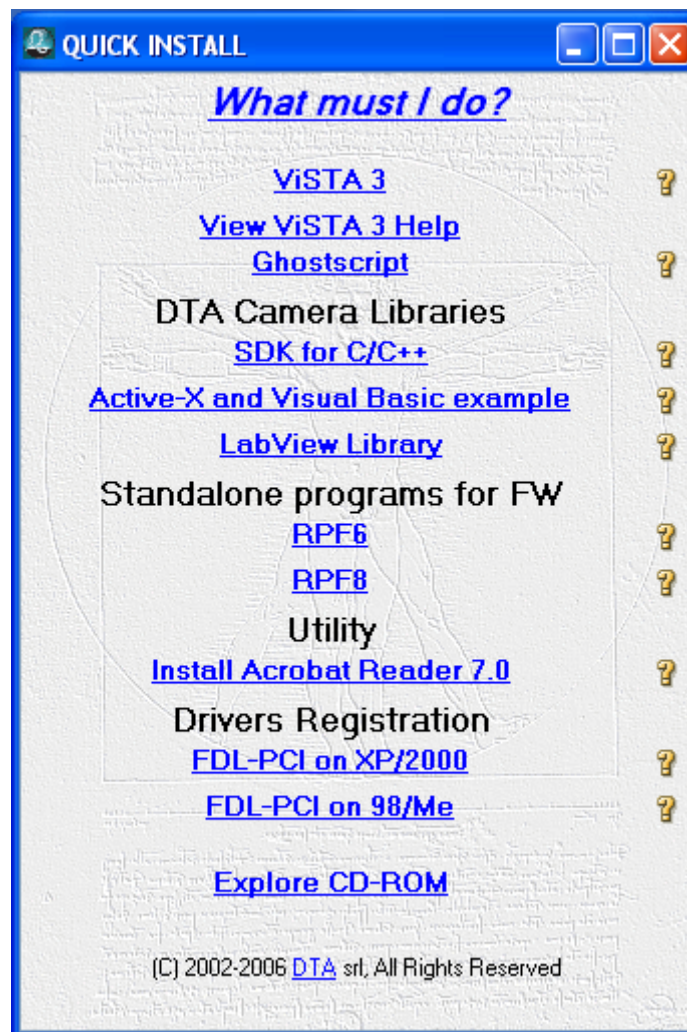 QUICK INSTALL
What must I do?
ViSTA 3
View ViSTA 3 Help
Ghostscript
DTA Camera Libraries
SDK for C/C++
Active-X and Visual Basic example
LabView Library
Standalone programs for FW
RPF6
RPF8
Utility
Install Acrobat Reader 7.0
Drivers Registration
FDL-PCI on XP/2000
FDL-PCI on 98/Me
Explore CD-ROM
(C) 2002-2006 DTA srl, All Rights Reserved